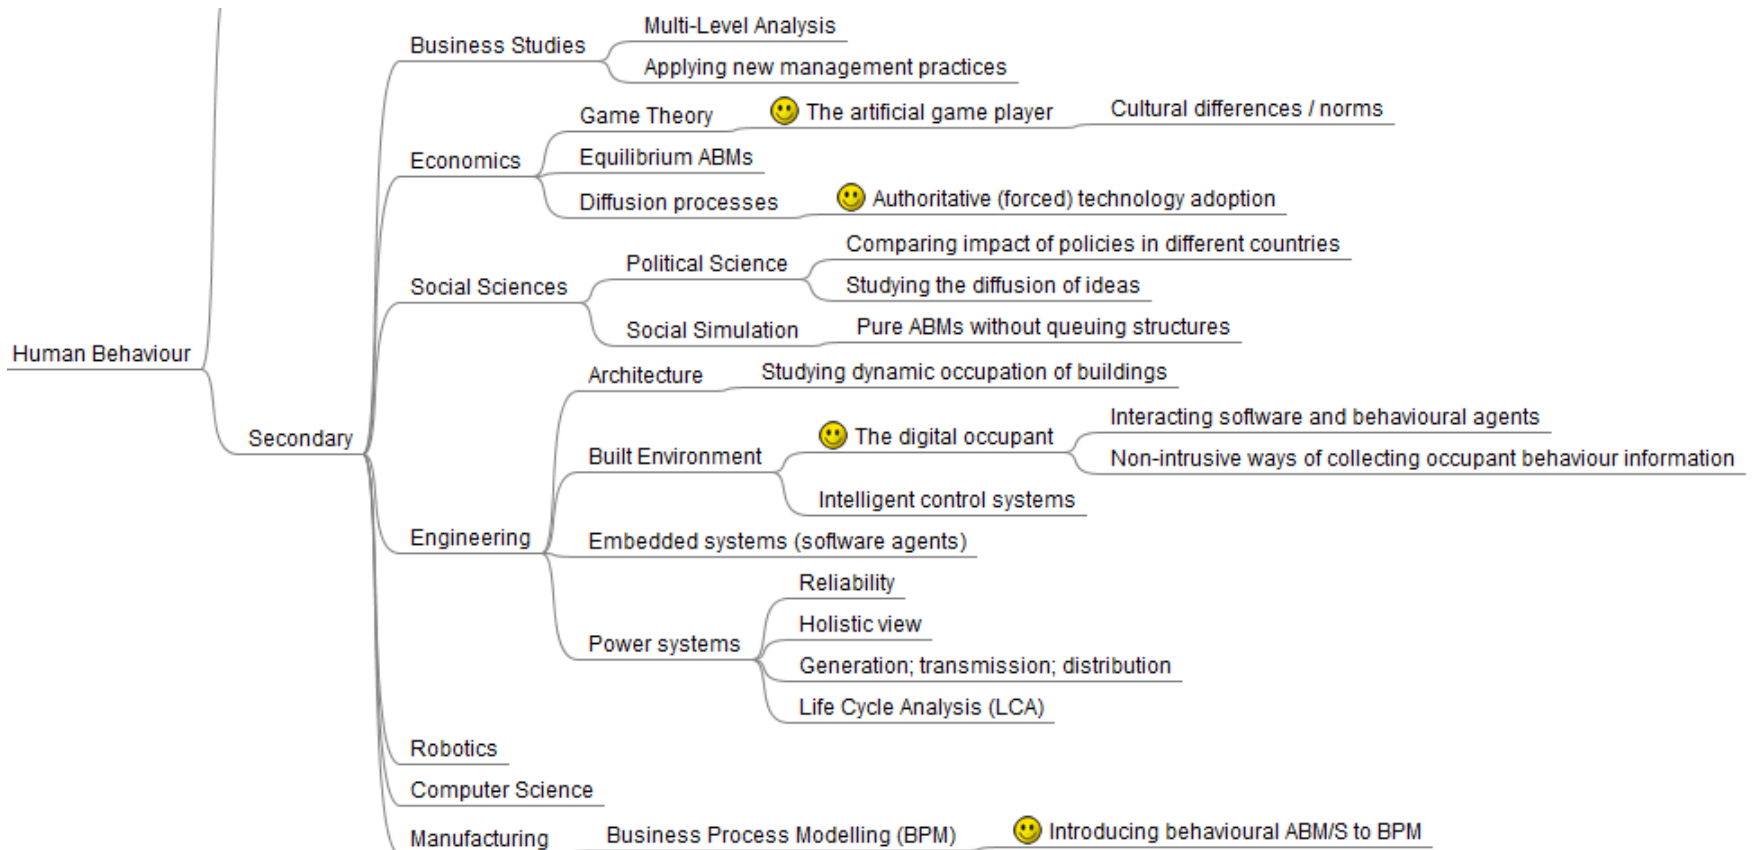 Human Behaviour
Secondary
Business Studies
Multi-Level Analysis
Applying new management practices
Economics
Game Theory
The artificial game player
Cultural differences / norms
Equilibrium ABMs
Diffusion processes
Authoritative (forced) technology adoption
Social Sciences
Political Science
Comparing impact of policies in different countries
Studying the diffusion of ideas
Social Simulation
Pure ABMs without queuing structures
Engineering
Architecture
Studying dynamic occupation of buildings
Built Environment
The digital occupant
Interacting software and behavioural agents
Non-intrusive ways of collecting occupant behaviour information
Intelligent control systems
Embedded systems (software agents)
Power systems
Reliability
Holistic view
Generation; transmission; distribution
Life Cycle Analysis (LCA)
Robotics
Computer Science
Manufacturing
Business Process Modelling (BPM)
Introducing behavioural ABM/S to BPM